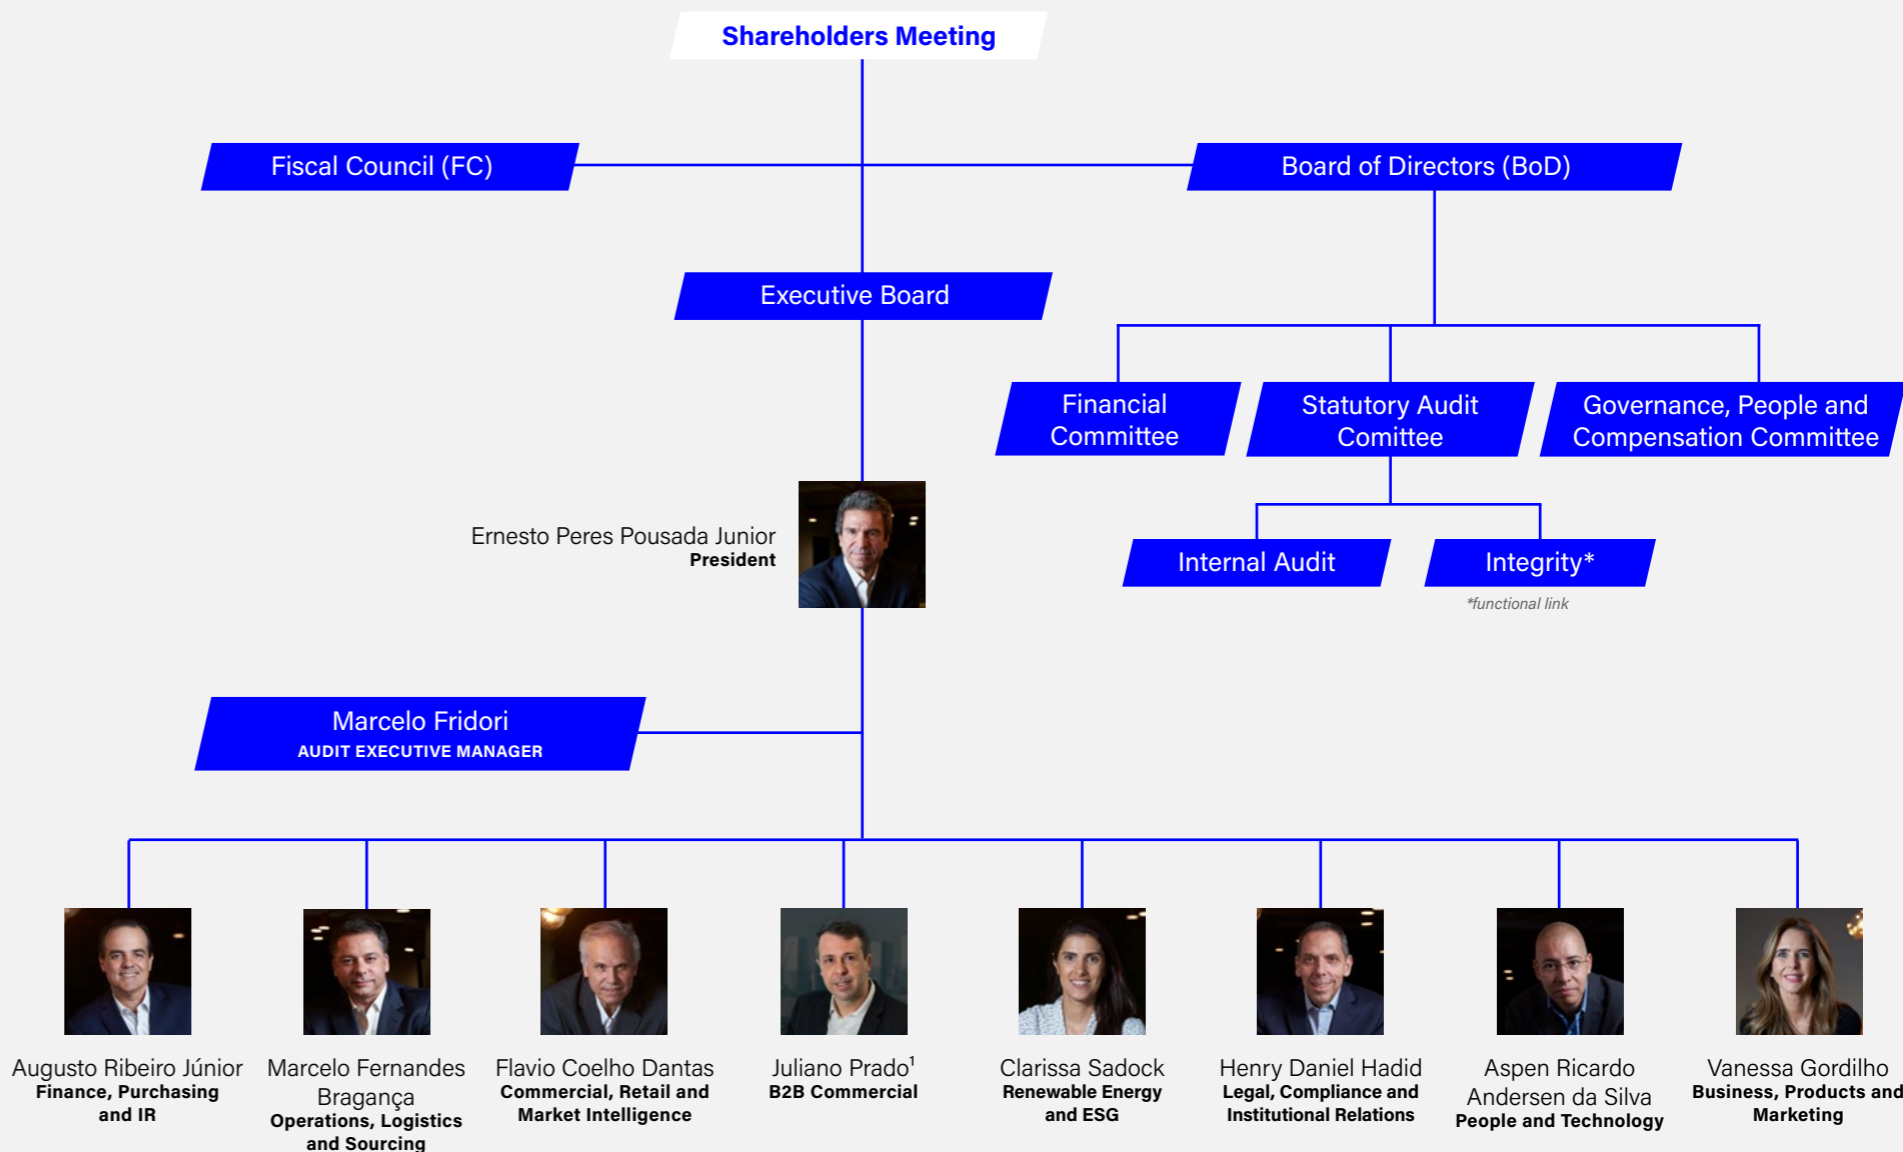 Shareholders Meeting
Fiscal Council (FC)
Board of Directors (BoD)
Executive Board
Financial
Committee
Statutory Audit
Comittee
Governance, People and
Compensation Committee
Ernesto Peres Pousada Junior
President
Internal Audit
Integrity*
*functional link
Marcelo Fridori
AUDIT EXECUTIVE MANAGER
Augusto Ribeiro Júnior
Finance, Purchasing
and IR
Marcelo Fernandes
Bragança
Operations, Logistics
and Sourcing
Flavio Coelho Dantas
Commercial, Retail and
Market Intelligence
Juliano Prado¹
B2B Commercial
Clarissa Sadock
Renewable Energy
and ESG
Henry Daniel Hadid
Legal, Compliance and
Institutional Relations
Aspen Ricardo
Andersen da Silva
People and Technology
Vanessa Gordilho
Business, Products and
Marketing